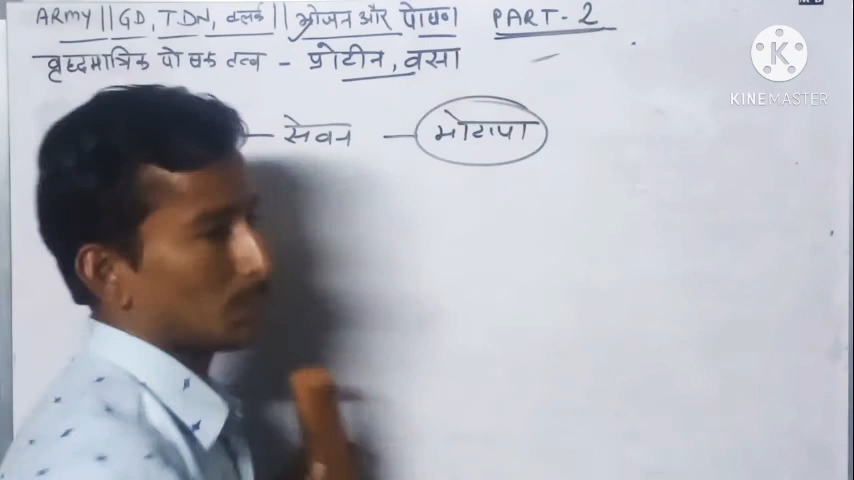 ARMY || GD, TDN, क्लर्क || भोजन और पोषण PART - 2
वृहदमात्रिक पोषक तत्व - प्रोटीन, वसा
— सेवन — मोटापा
K
KINEMASTER